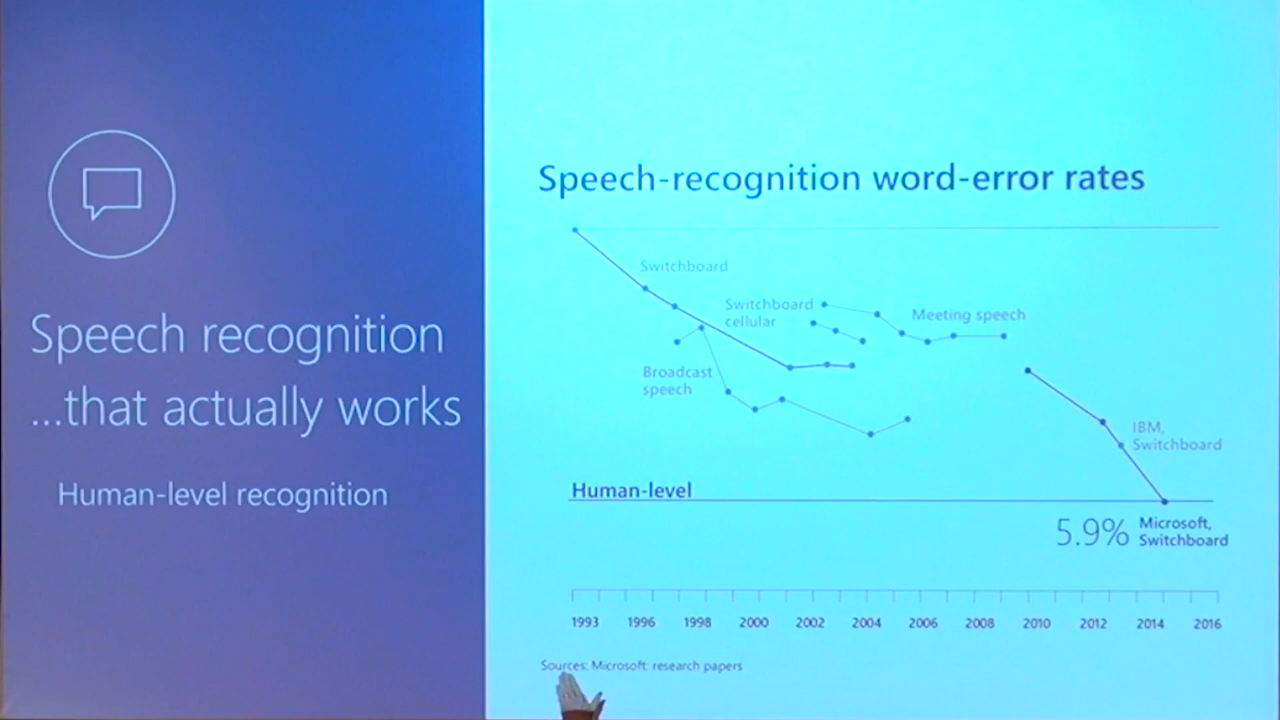 Speech recognition
...that actually works
Human-level recognition
Speech-recognition word-error rates
Switchboard
Switchboard
cellular
Meeting speech
Broadcast
speech
IBM,
Switchboard
Human-level
5.9%
Microsoft,
Switchboard
1993 1996 1998 2000 2002 2004 2006 2008 2010 2012 2014 2016
Sources: Microsoft: research papers